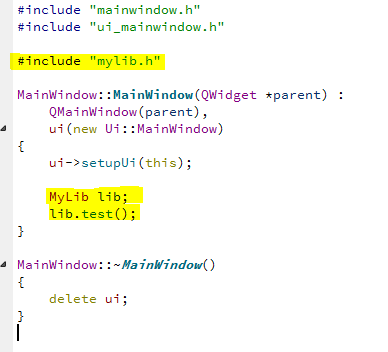 #include "mainwindow.h"
#include "ui_mainwindow.h"
#include "mylib.h"
MainWindow::MainWindow(QWidget *parent) :
QMainWindow(parent),
ui(new Ui::MainWindow)
{
ui->setupUi(this);
MyLib lib;
lib.test();
}
MainWindow::~MainWindow()
{
delete ui;
}